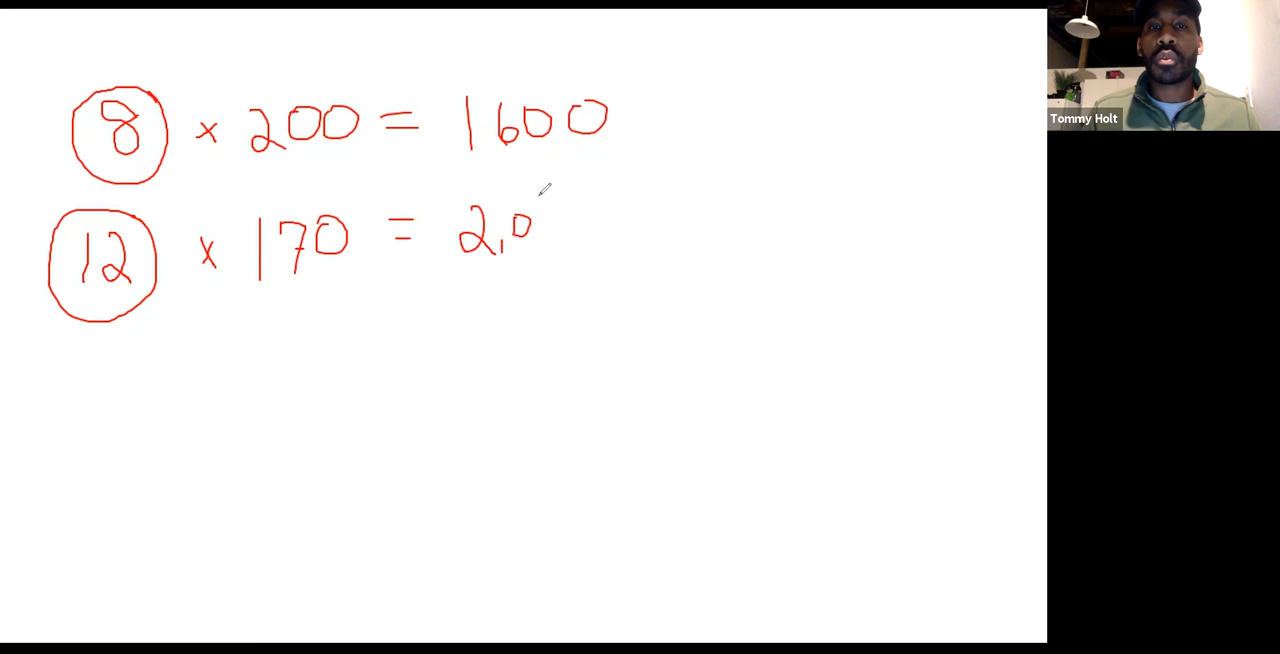 8 × 200 = 1600
12 × 170 = 2,0
Tommy Holt